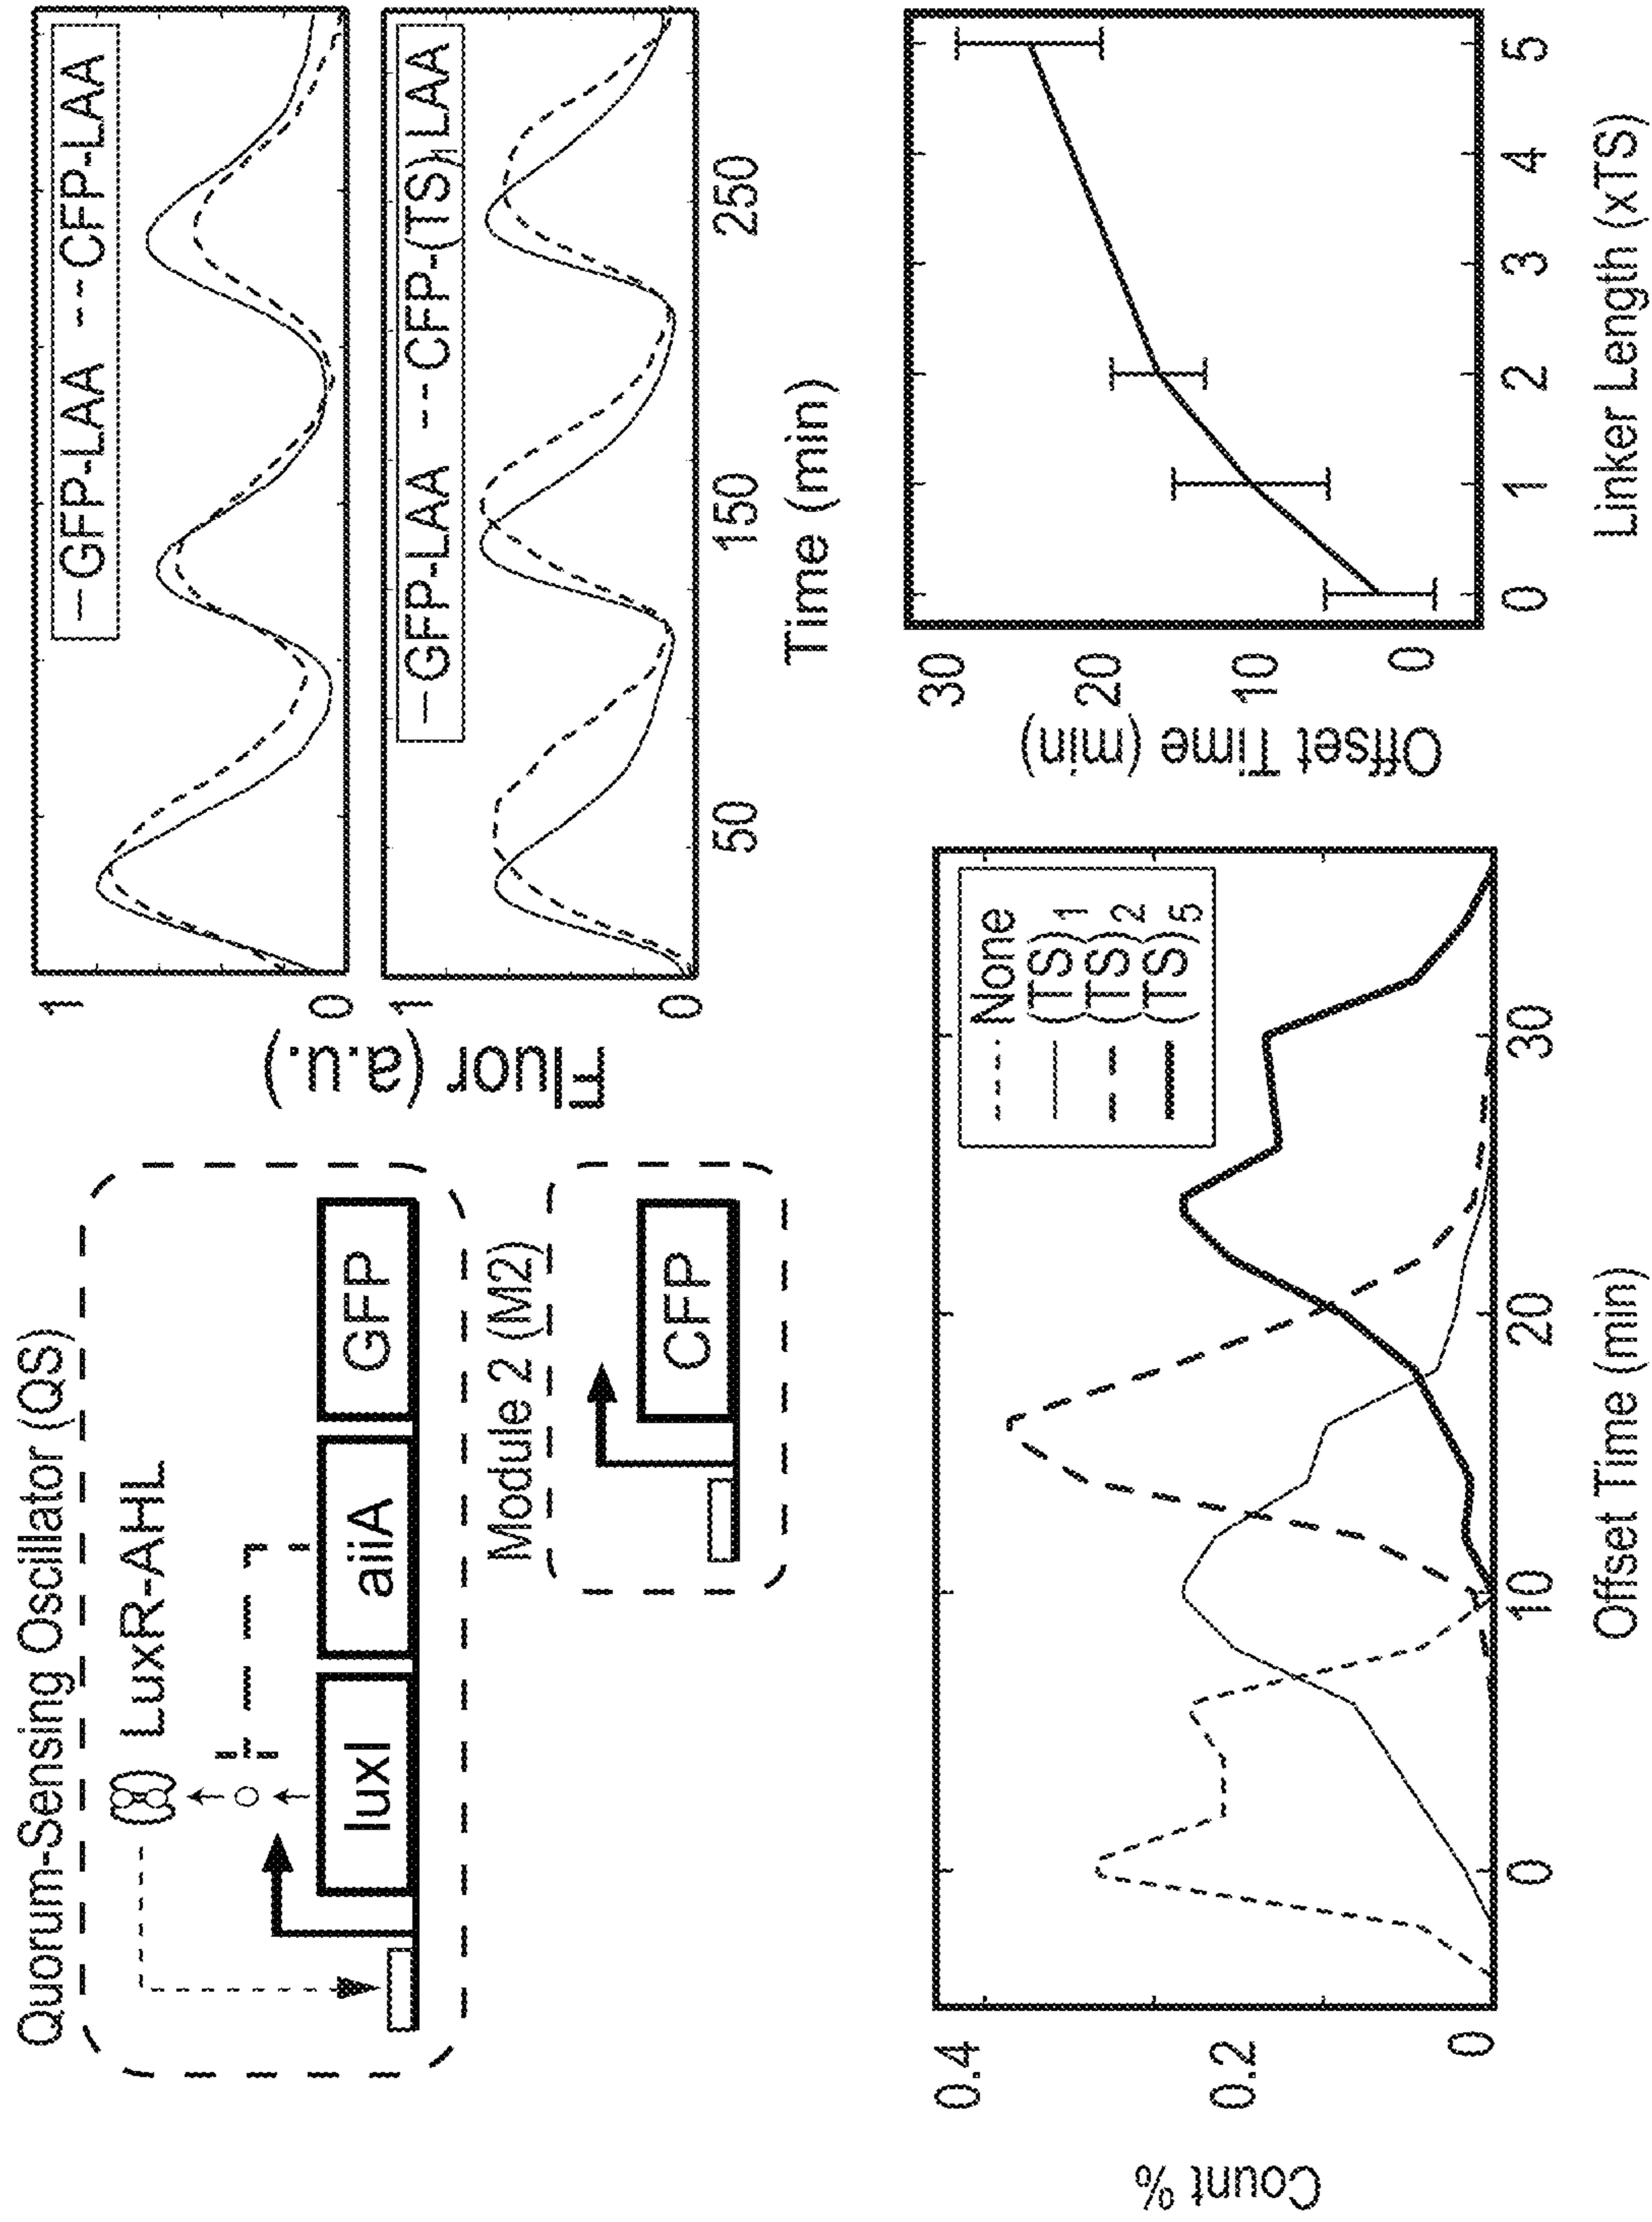 Quorum-Sensing Oscillator (QS)
LuxR-AHL
luxI
aiiA
GFP
Module 2 (M2)
CFP
Fluor (a.u.)
1
0
GFP-LAA
CFP-LAA
1
0
GFP-LAA
CFP-(TS)1LAA
50
150
250
Time (min)
Count %
0.4
0.2
0
None
(TS)1
(TS)2
(TS)5
0
10
20
30
Offset Time (min)
Offset Time (min)
30
20
10
0
0
1
2
3
4
5
Linker Length (xTS)